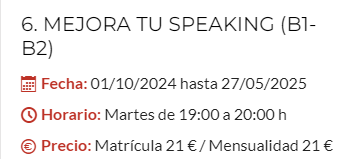 6. MEJORA TU SPEAKING (B1-
B2)
Fecha: 01/10/2024 hasta 27/05/2025
Horario: Martes de 19:00 a 20:00 h
Precio: Matrícula 21 € / Mensualidad 21 €